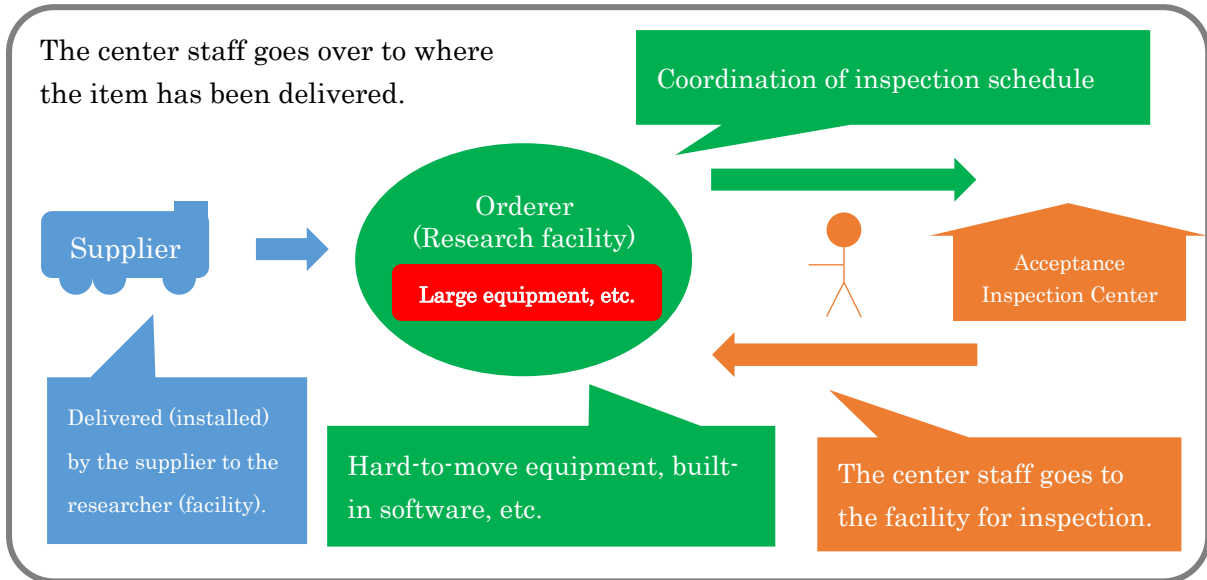 The center staff goes over to where
the item has been delivered.
Coordination of inspection schedule
Supplier
Orderer
(Research facility)
Large equipment, etc.
Acceptance
Inspection Center
Delivered (installed)
by the supplier to the
researcher (facility).
Hard-to-move equipment, built-
in software, etc.
The center staff goes to
the facility for inspection.